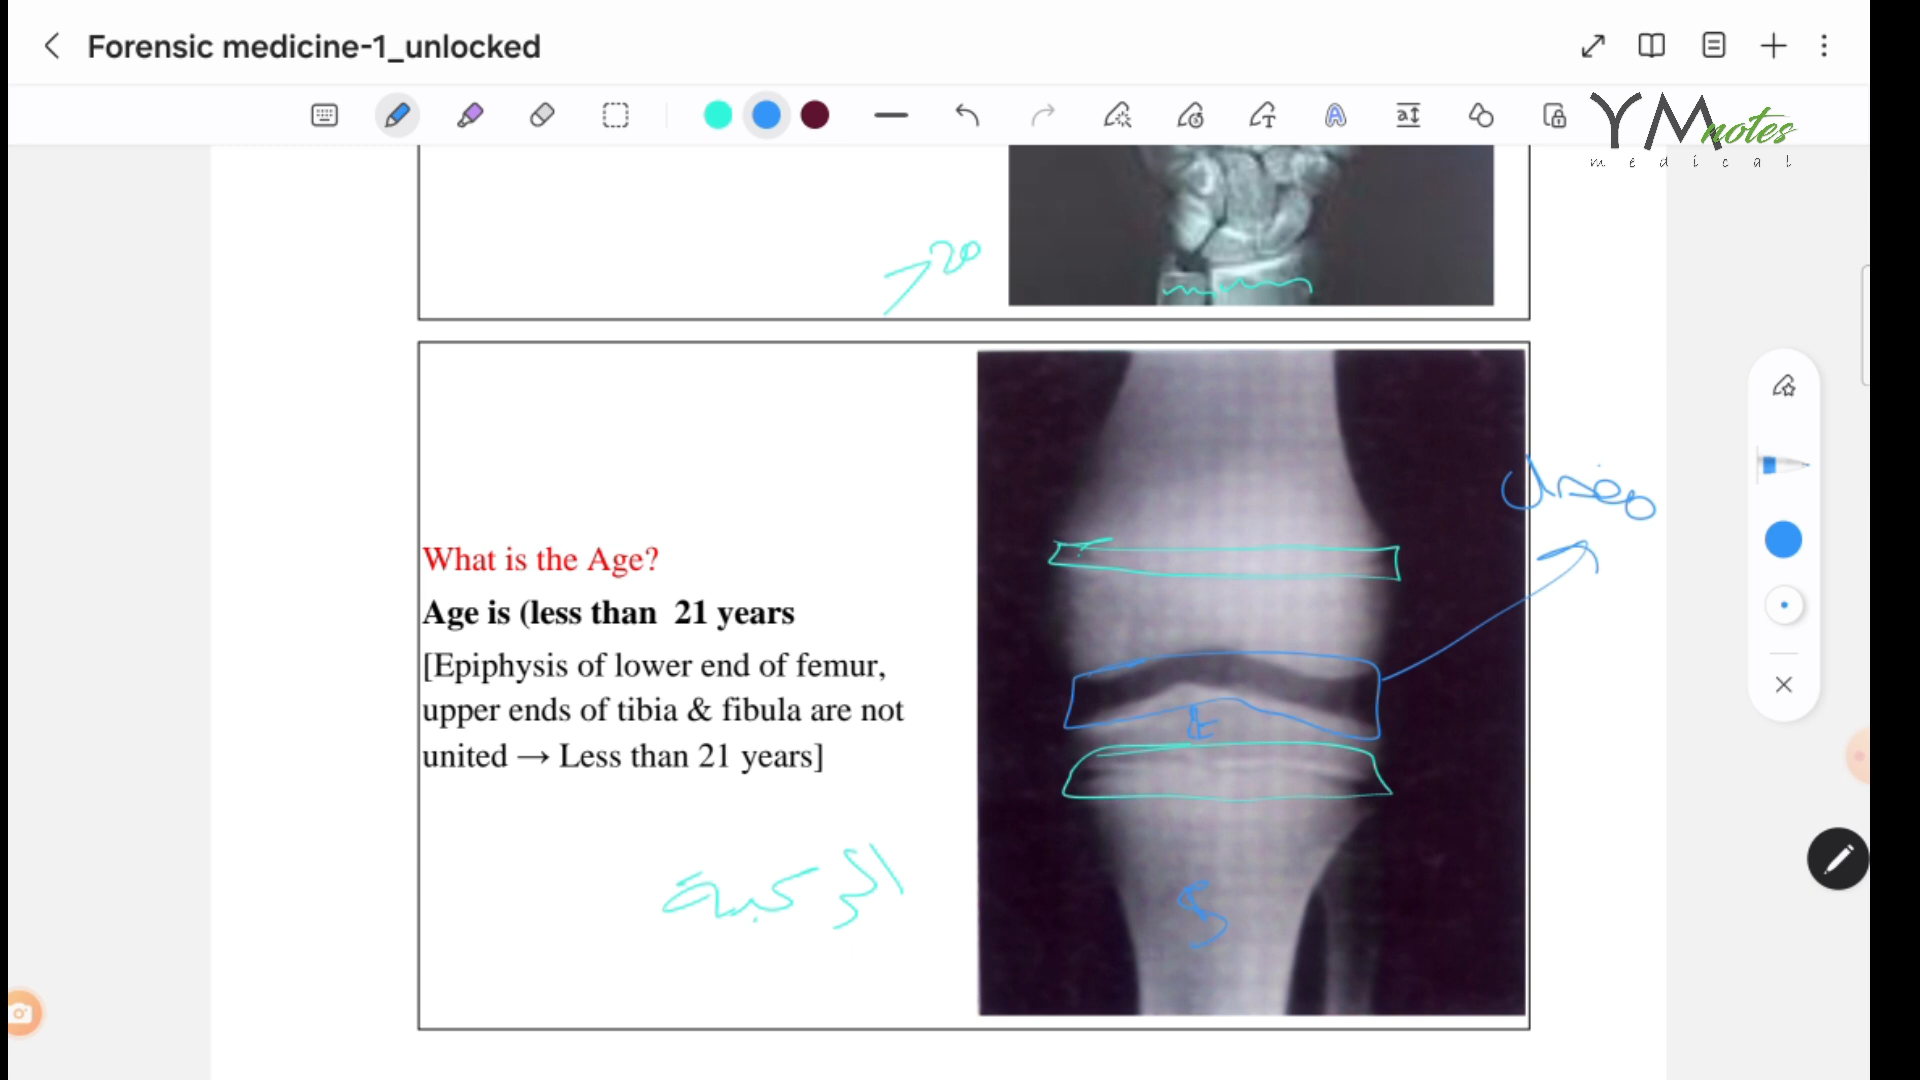 Forensic medicine-1_unlocked
YM notes
medical
20
What is the Age?
Age is (less than 21 years
[Epiphysis of lower end of femur,
upper ends of tibia & fibula are not
united → Less than 21 years]
مفصل
الركبة